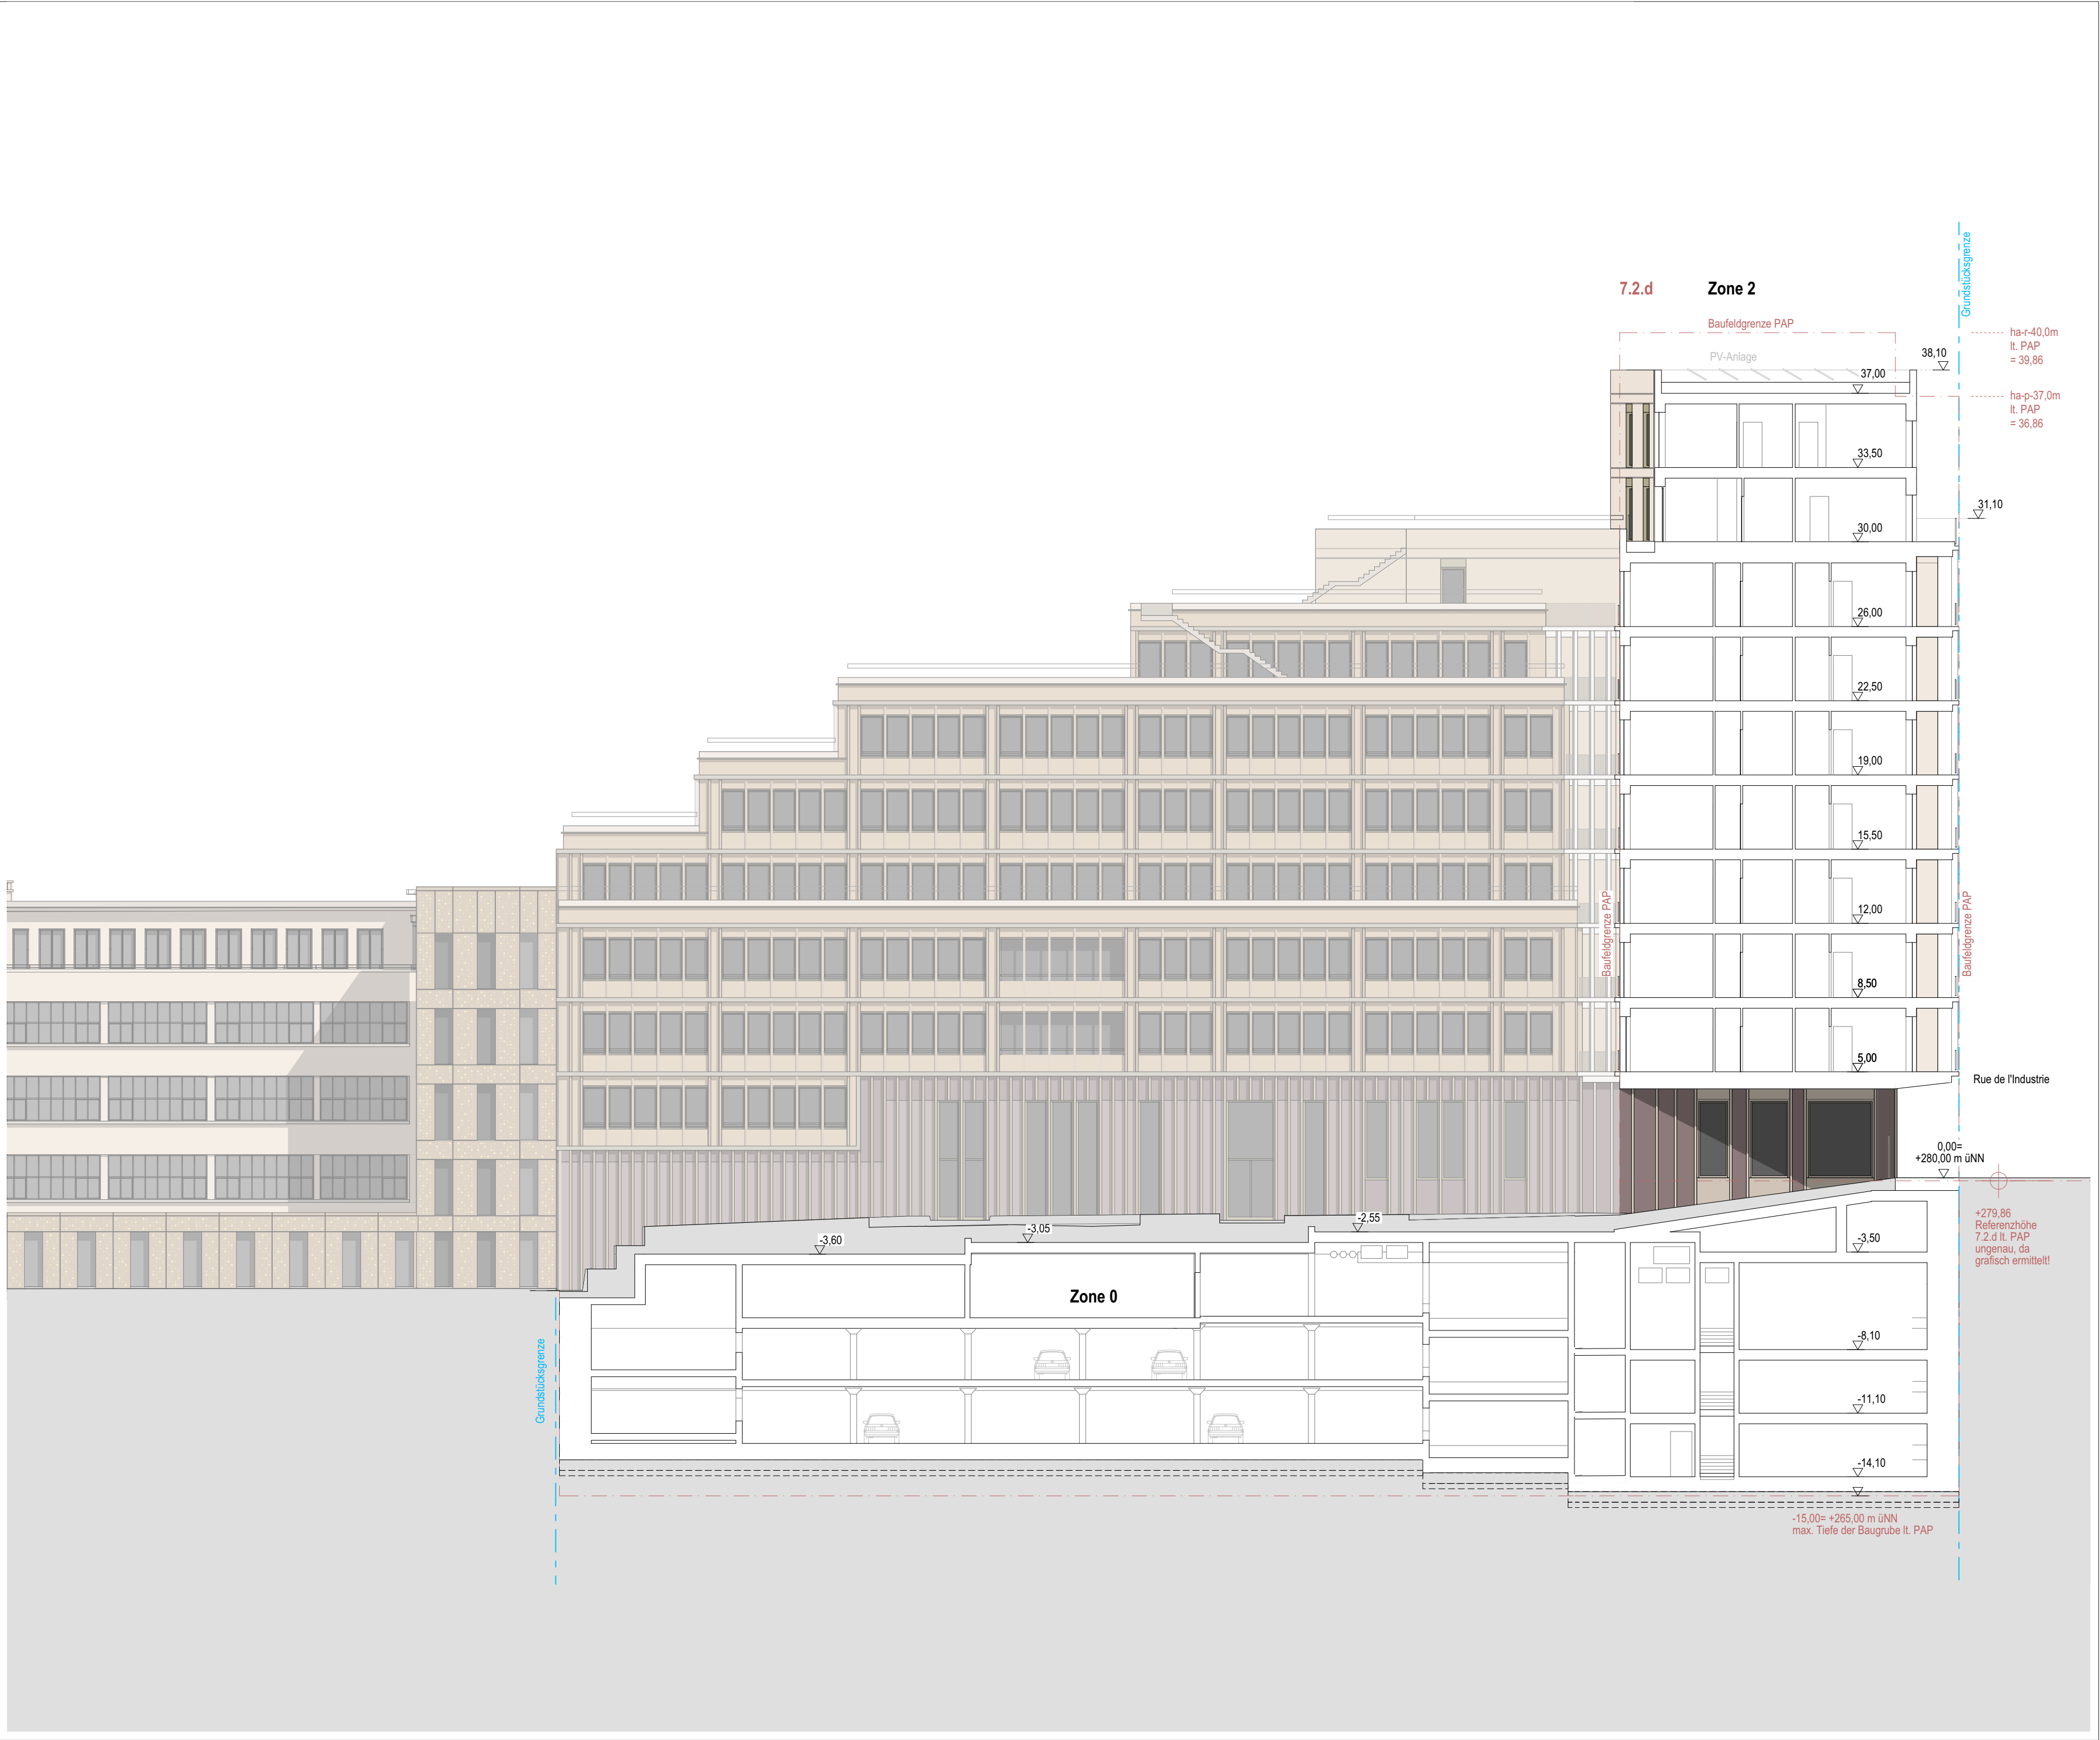 Grundstücksgrenze
7.2.d
Zone 2
Baufeldgrenze PAP
ha-r-40,0m
lt. PAP
= 39,86
PV-Anlage
38,10
37,00
ha-p-37,0m
lt. PAP
= 36,86
33,50
31,10
30,00
26,00
22,50
19,00
15,50
12,00
8,50
5,00
Baufeldgrenze PAP
Baufeldgrenze PAP
Rue de l'Industrie
0,00=
+280,00 m üNN
+279,86
Referenzhöhe
7.2.d lt. PAP
ungenau, da
grafisch ermittelt!
-2,55
-3,05
-3,60
-3,50
Zone 0
-8,10
-11,10
-14,10
Grundstücksgrenze
-15,00= +265,00 m üNN
max. Tiefe der Baugrube lt. PAP